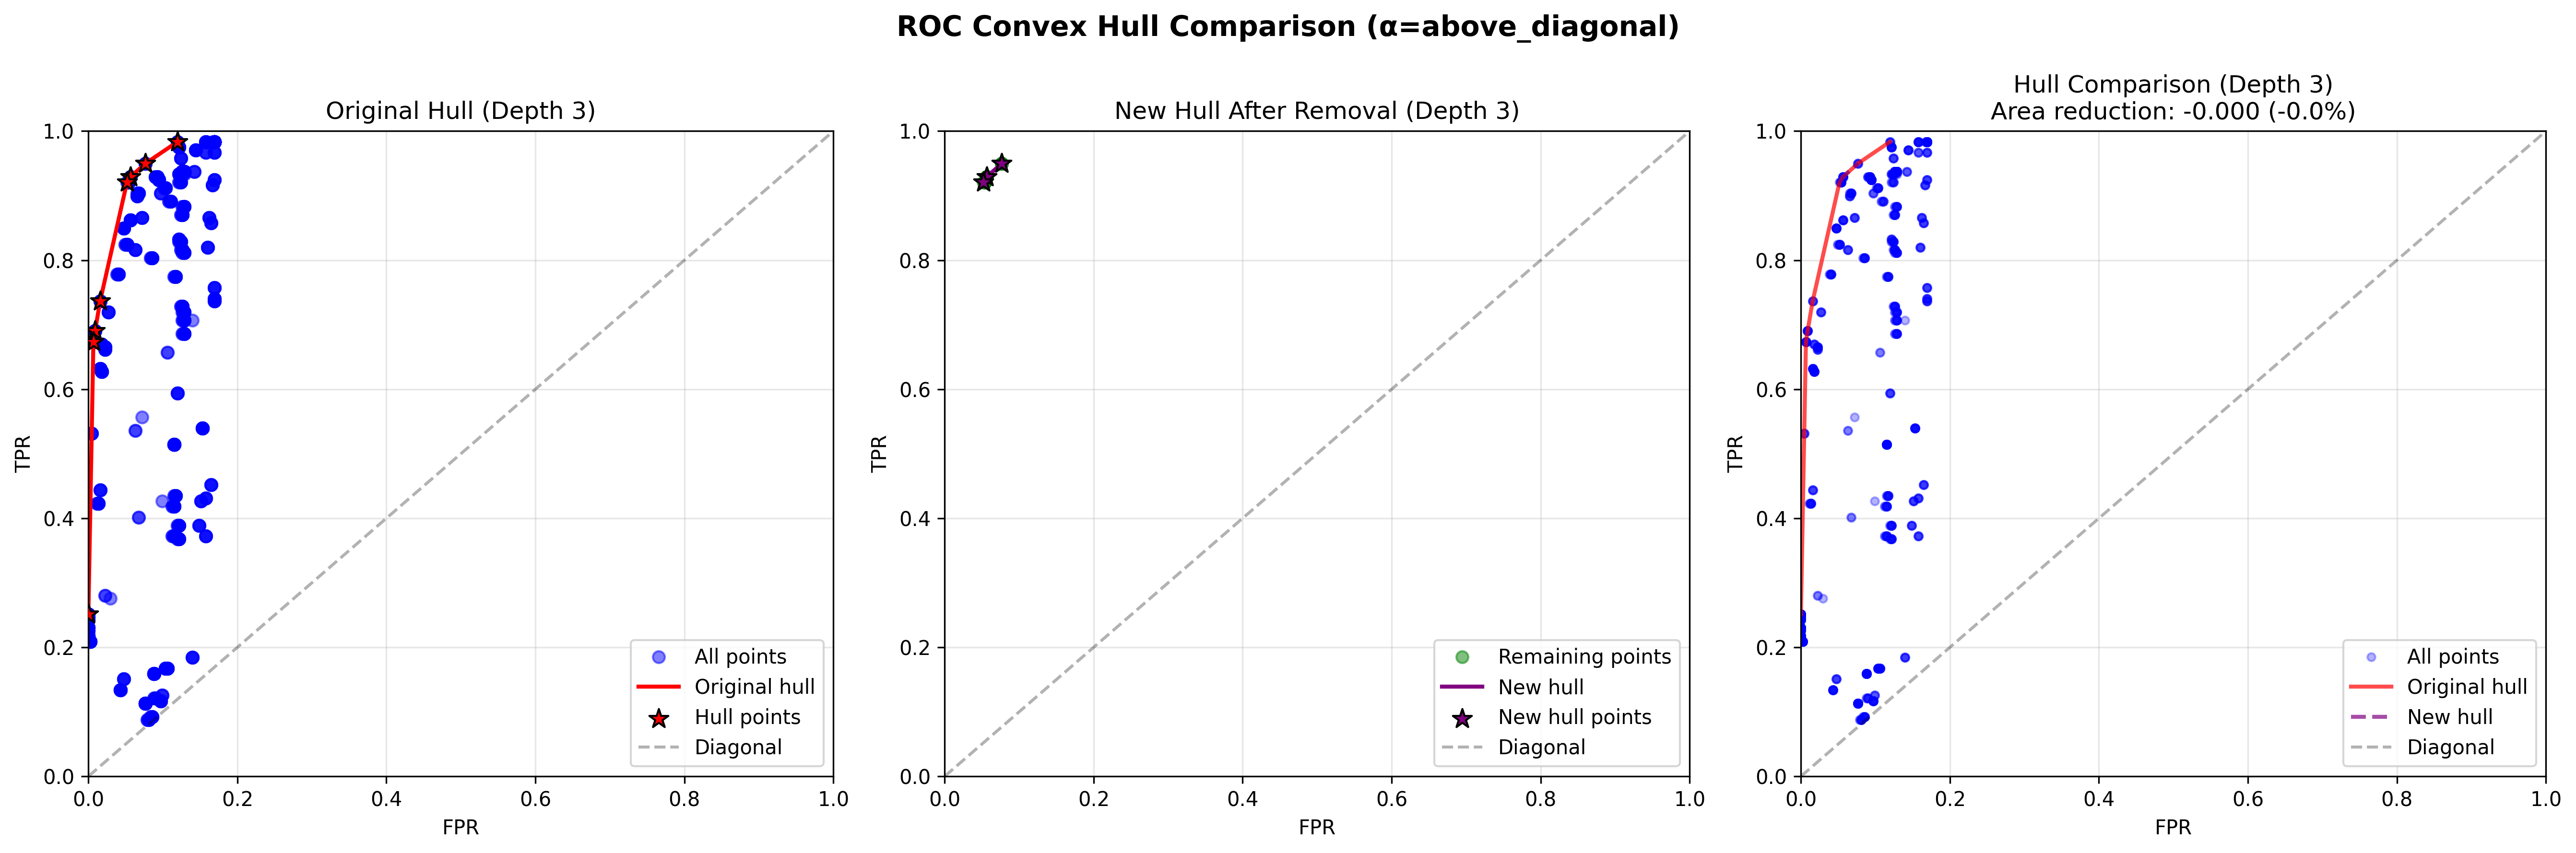 ROC Convex Hull Comparison (α=above_diagonal)
Original Hull (Depth 3)
1.0
0.8
0.6
0.4
0.2
0.0
TPR
0.0 0.2 0.4 0.6 0.8 1.0
FPR
All points
Original hull
Hull points
Diagonal
New Hull After Removal (Depth 3)
1.0
0.8
0.6
0.4
0.2
0.0
TPR
0.0 0.2 0.4 0.6 0.8 1.0
FPR
Remaining points
New hull
New hull points
Diagonal
Hull Comparison (Depth 3)
Area reduction: -0.000 (-0.0%)
1.0
0.8
0.6
0.4
0.2
0.0
TPR
0.0 0.2 0.4 0.6 0.8 1.0
FPR
All points
Original hull
New hull
Diagonal